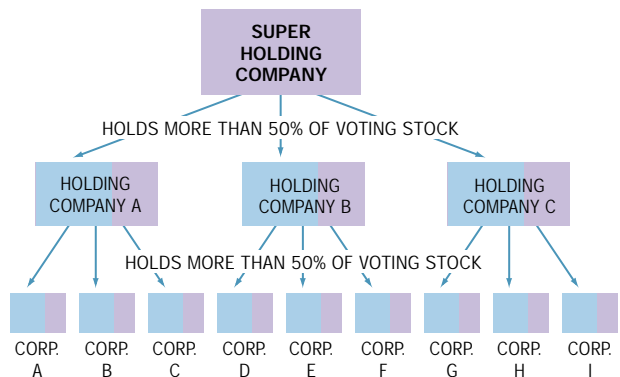 SUPER
HOLDING
COMPANY
HOLDS MORE THAN 50% OF VOTING STOCK
HOLDING
COMPANY A
HOLDING
COMPANY B
HOLDING
COMPANY C
HOLDS MORE THAN 50% OF VOTING STOCK
CORP.
A
CORP.
B
CORP.
C
CORP.
D
CORP.
E
CORP.
F
CORP.
G
CORP.
H
CORP.
I